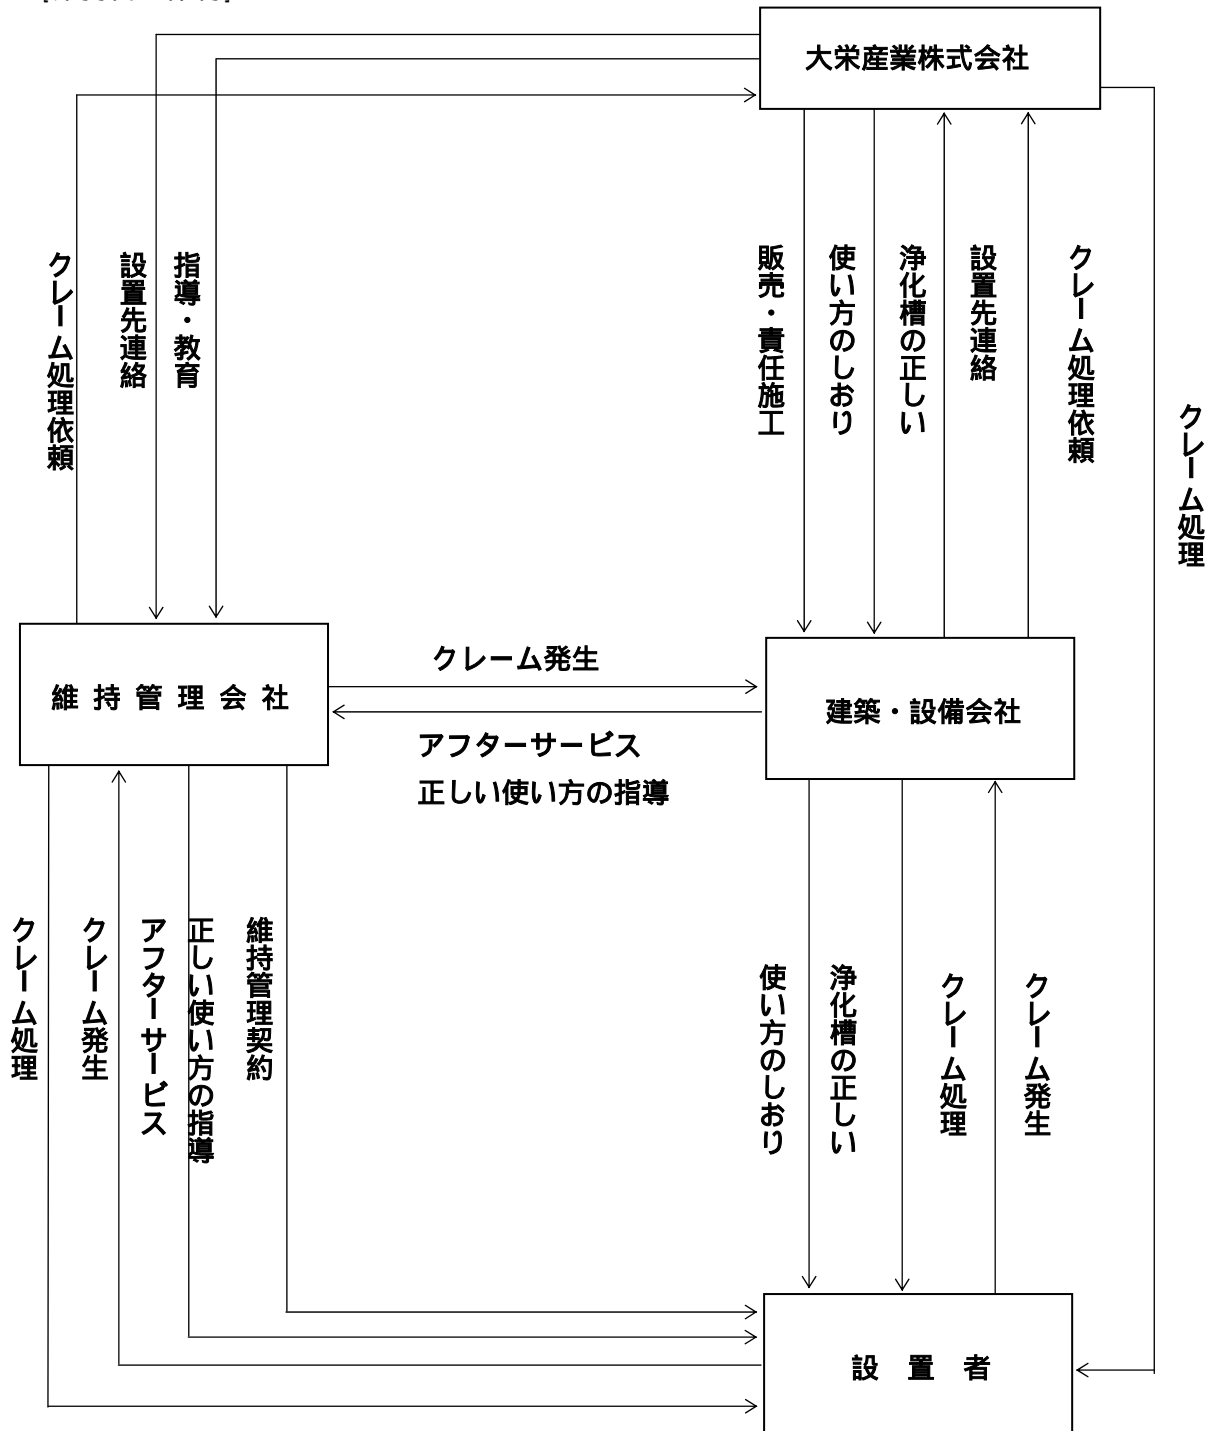 大栄産業株式会社
クレーム処理依頼
設置先連絡
指導・教育
販売・責任施工
浄化槽の正しい
使い方のしおり
設置先連絡
クレーム処理依頼
クレーム処理
維持管理会社
クレーム発生
アフターサービス
正しい使い方の指導
建築・設備会社
クレーム処理
クレーム発生
アフターサービス
正しい使い方の指導
維持管理契約
浄化槽の正しい
使い方のしおり
クレーム処理
クレーム発生
設置者